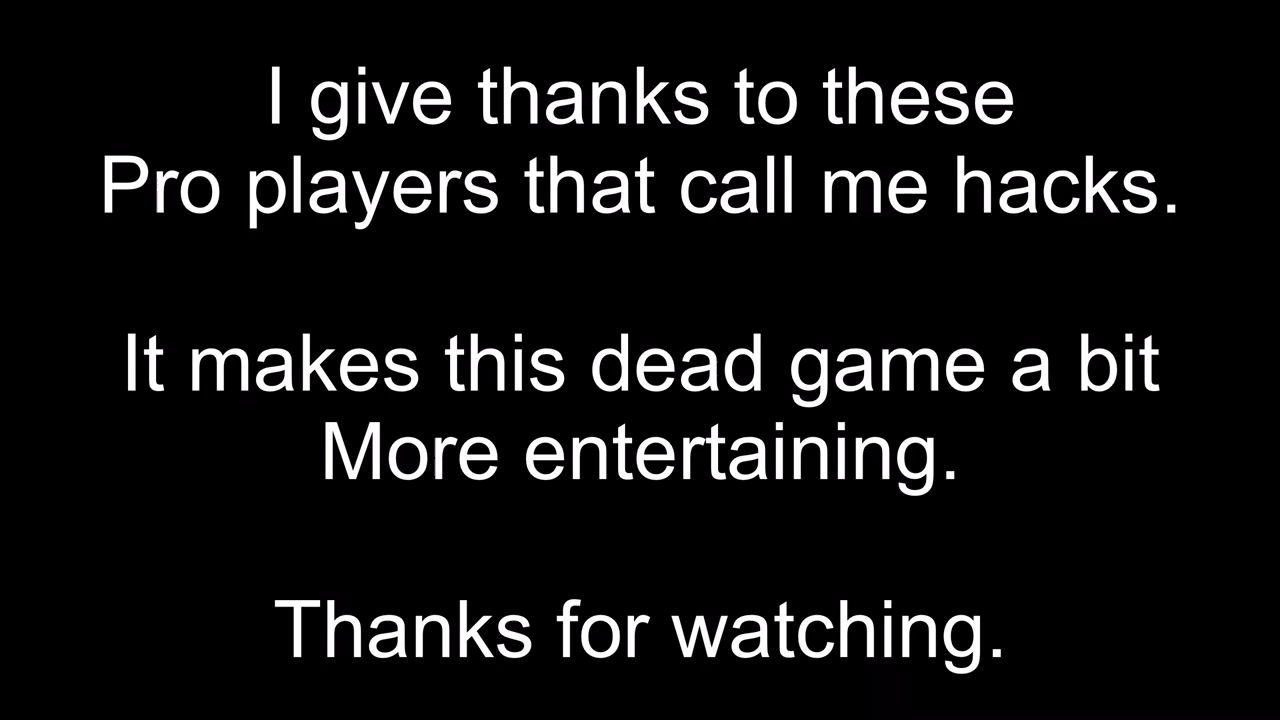 I give thanks to these
Pro players that call me hacks.
It makes this dead game a bit
More entertaining.
Thanks for watching.